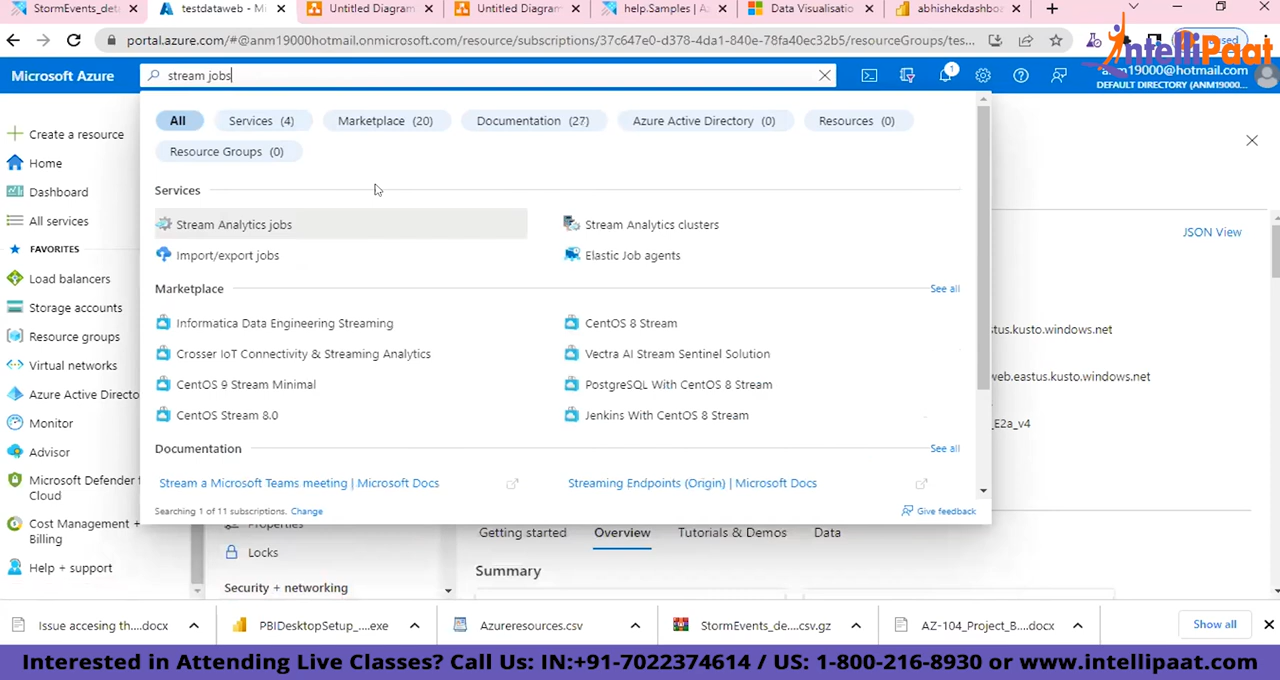 StormEvents_deta
testdataweb - Mi
Untitled Diagram
Untitled Diagram
help.Samples | Az
Data Visualisatio
abhishekdashboa
portal.azure.com/#@anm19000hotmail.onmicrosoft.com/resource/subscriptions/37c647e0-d378-4da1-840e-78fa40ec32b5/resourceGroups/tes...
IntelliPaat
Microsoft Azure
stream jobs
1
anm19000@hotmail.com
DEFAULT DIRECTORY (ANM19000...
All
Services (4)
Marketplace (20)
Documentation (27)
Azure Active Directory (0)
Resources (0)
Resource Groups (0)
Create a resource
Home
Dashboard
All services
FAVORITES
Load balancers
Storage accounts
Resource groups
Virtual networks
Azure Active Directo
Monitor
Advisor
Microsoft Defender f
Cloud
Cost Management +
Billing
Help + support
Services
Stream Analytics jobs
Stream Analytics clusters
Import/export jobs
Elastic Job agents
Marketplace
See all
Informatica Data Engineering Streaming
CentOS 8 Stream
Crosser IoT Connectivity & Streaming Analytics
Vectra AI Stream Sentinel Solution
CentOS 9 Stream Minimal
PostgreSQL With CentOS 8 Stream
CentOS Stream 8.0
Jenkins With CentOS 8 Stream
Documentation
See all
Stream a Microsoft Teams meeting | Microsoft Docs
Streaming Endpoints (Origin) | Microsoft Docs
Searching 1 of 11 subscriptions. Change
Give feedback
JSON View
stus.kusto.windows.net
web.eastus.kusto.windows.net
_E2a_v4
Properties
Locks
Security + networking
Getting started
Overview
Tutorials & Demos
Data
Summary
Issue accesing th....docx
PBIDesktopSetup_....exe
Azureresources.csv
StormEvents_de....csv.gz
AZ-104_Project_B....docx
Show all
Interested in Attending Live Classes? Call Us: IN:+91-7022374614 / US: 1-800-216-8930 or www.intellipaat.com